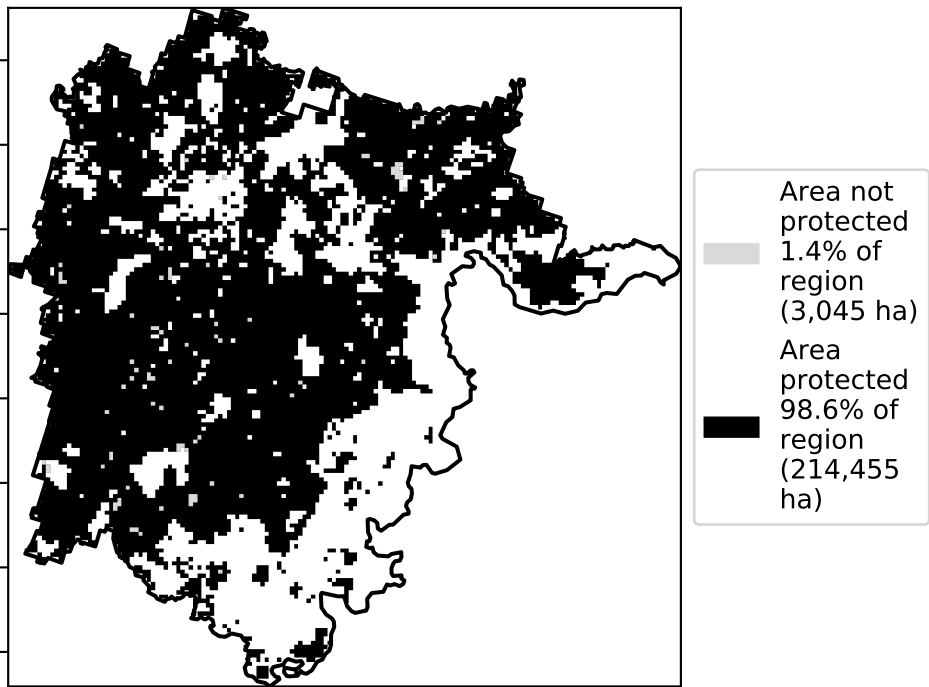 Area not
protected
1.4% of
region
(3,045 ha)
Area
protected
98.6% of
region
(214,455
ha)